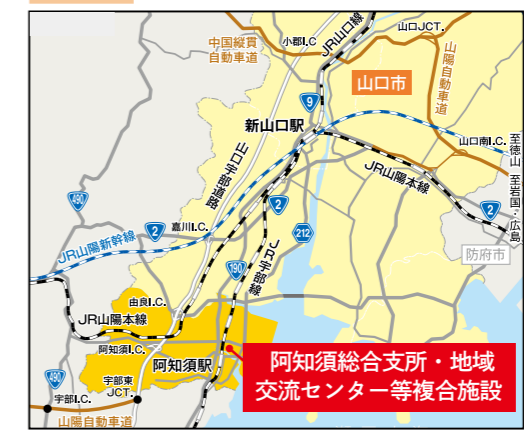 山口JCT.
小郡I.C
JR山口線
中国縦貫
自動車道
山陽自動車道
山口市
9
新山口駅
山口南I.C.
至徳山
至岩国・広島
JR山陽本線
山口宇部道路
490
2
2
2
嘉川I.C.
212
防府市
JR山陽新幹線
190
JR宇部線
由良I.C.
JR山陽本線
阿知須I.C.
阿知須駅
阿知須総合支所・地域
交流センター等複合施設
490
宇部東
JCT.
宇部I.C.
山陽自動車道